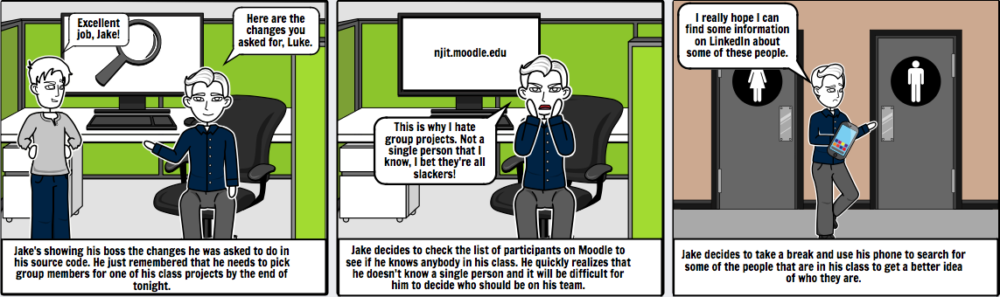 Excellent
job, Jake!
Here are the
changes you
asked for, Luke.
Jake's showing his boss the changes he was asked to do in
his source code. He just remembered that he needs to pick
group members for one of his class projects by the end of
tonight.
njit.moodle.edu
This is why I hate
group projects. Not a
single person that I
know, I bet they're all
slackers!
Jake decides to check the list of participants on Moodle to
see if he knows anybody in his class. He quickly realizes that
he doesn't know a single person and it will be difficult for
him to decide who should be on his team.
I really hope I can
find some information
on LinkedIn about
some of these people.
Jake decides to take a break and use his phone to search for
some of the people that are in his class to get a better idea
of who they are.